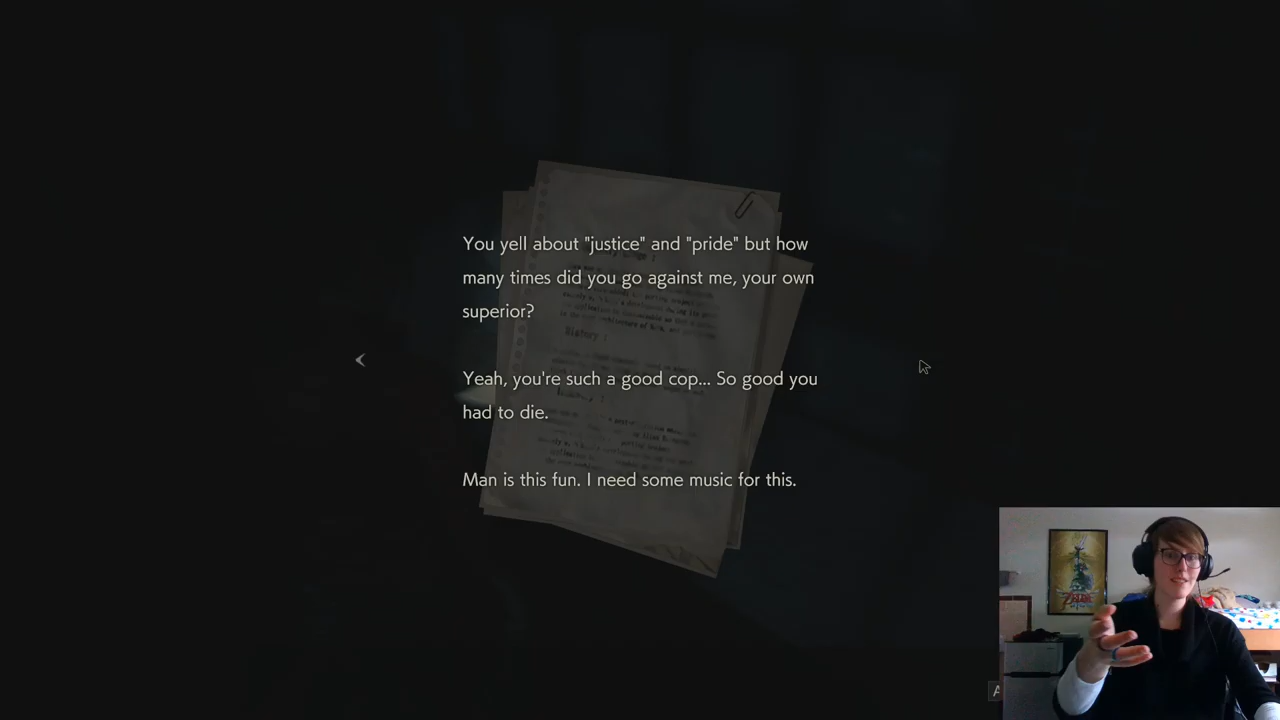 You yell about "justice" and "pride" but how
many times did you go against me, your own
superior?
Yeah, you're such a good cop... So good you
had to die.
Man is this fun. I need some music for this.
History :
A
ZELDA